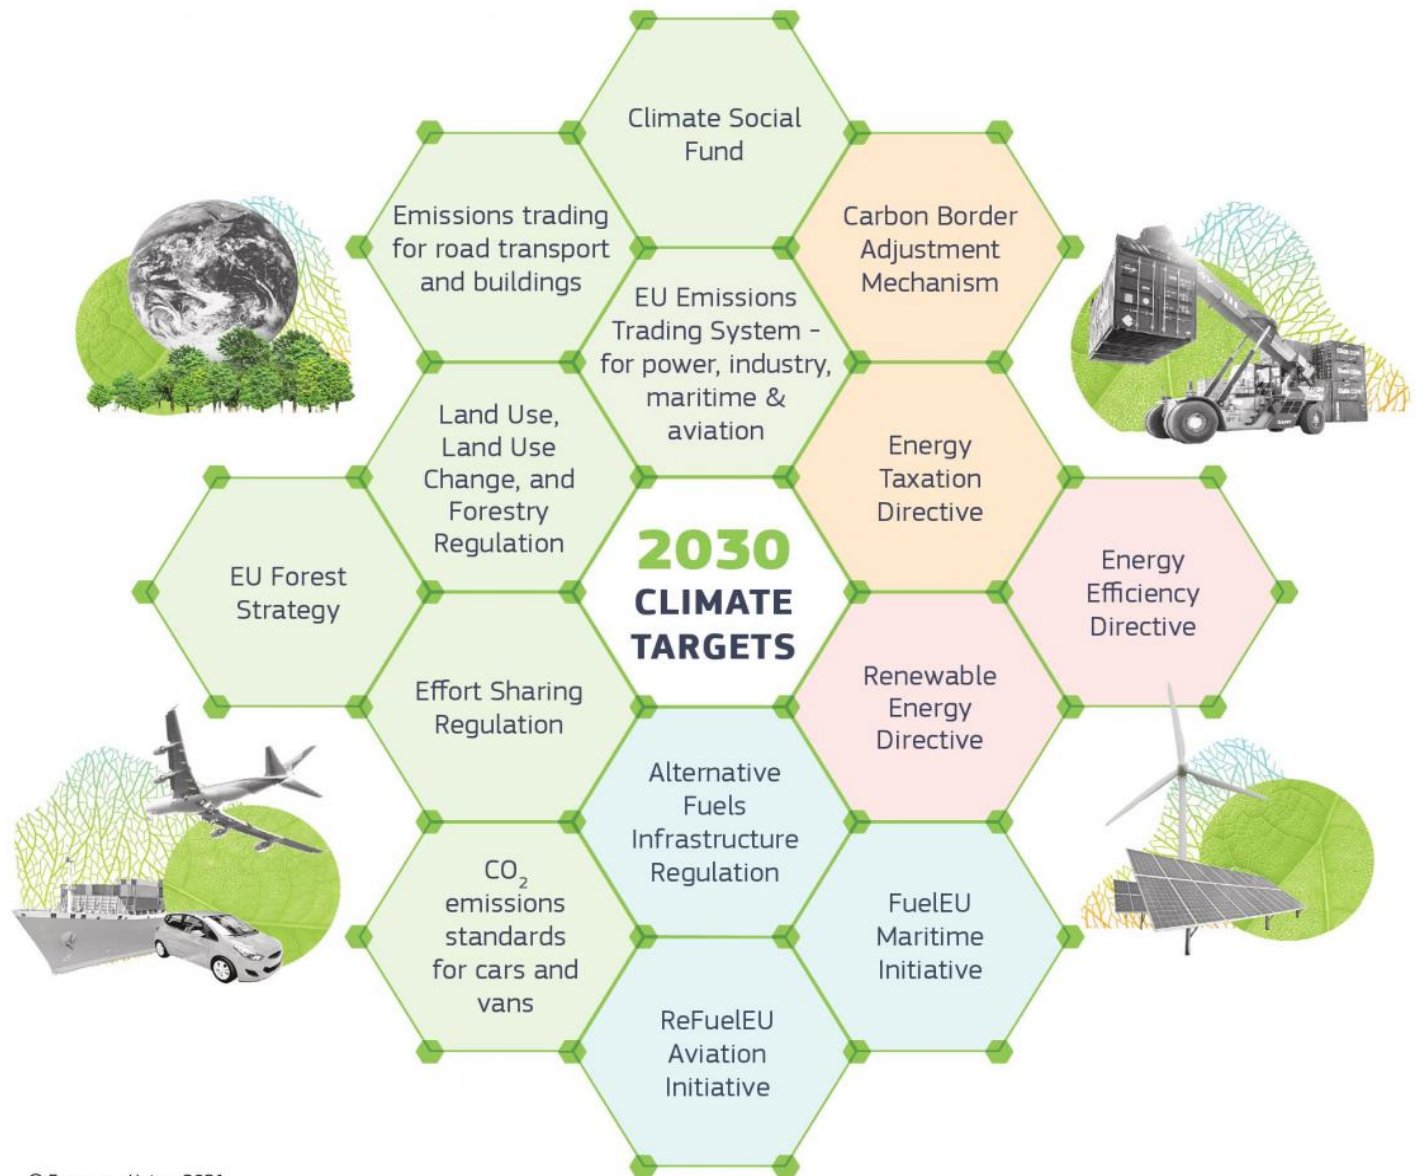 Climate Social
Fund
Emissions trading
for road transport
and buildings
Carbon Border
Adjustment
Mechanism
EU Emissions
Trading System -
for power, industry,
maritime &
aviation
Land Use,
Land Use
Change, and
Forestry
Regulation
Energy
Taxation
Directive
EU Forest
Strategy
2030
CLIMATE
TARGETS
Energy
Efficiency
Directive
Effort Sharing
Regulation
Renewable
Energy
Directive
Alternative
Fuels
Infrastructure
Regulation
CO₂
emissions
standards
for cars and
vans
FuelEU
Maritime
Initiative
ReFuelEU
Aviation
Initiative